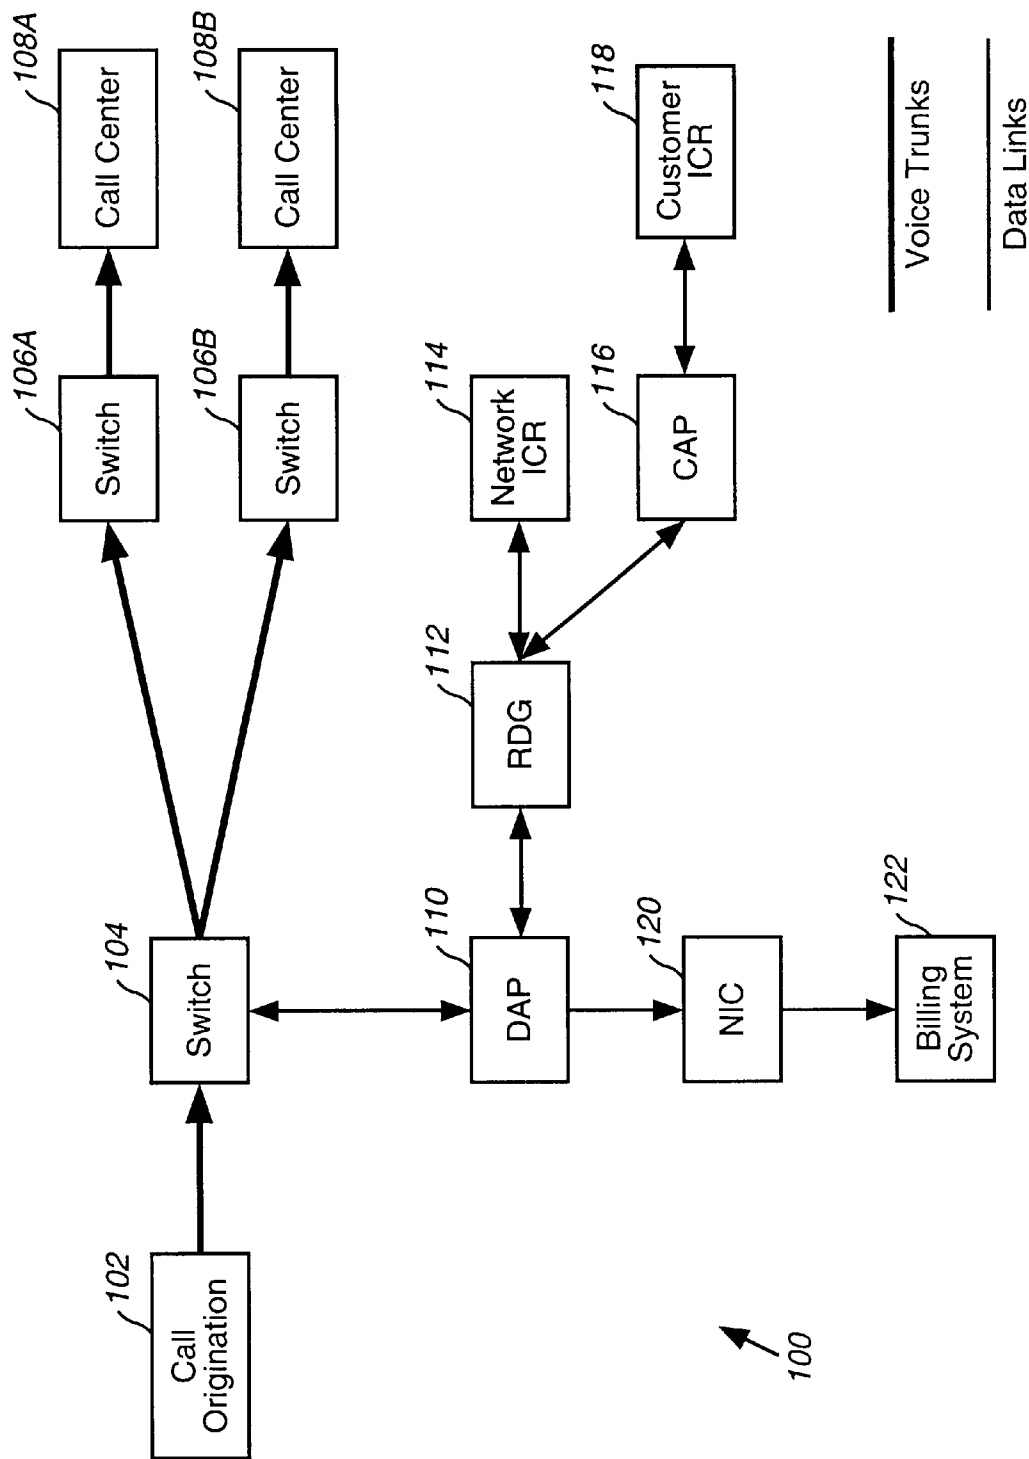 108A
Call Center
108B
Call Center
106A
Switch
106B
Switch
104
Switch
102
Call
Origination
118
Customer
ICR
114
Network
ICR
116
CAP
112
RDG
110
DAP
120
NIC
122
Billing
System
100
Voice Trunks
Data Links